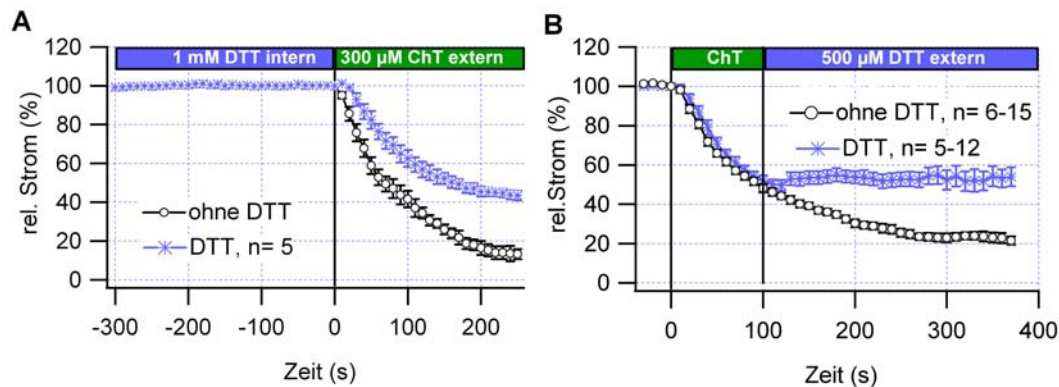 A
1 mM DTT intern 300 µM ChT extern
120
100
80
60
40
20
0
rel. Strom (%)
ohne DTT
DTT, n= 5
-300 -200 -100 0 100 200
Zeit (s)
B
ChT 500 µM DTT extern
120
100
80
60
40
20
0
rel.Strom (%)
ohne DTT, n= 6-15
DTT, n= 5-12
0 100 200 300 400
Zeit (s)